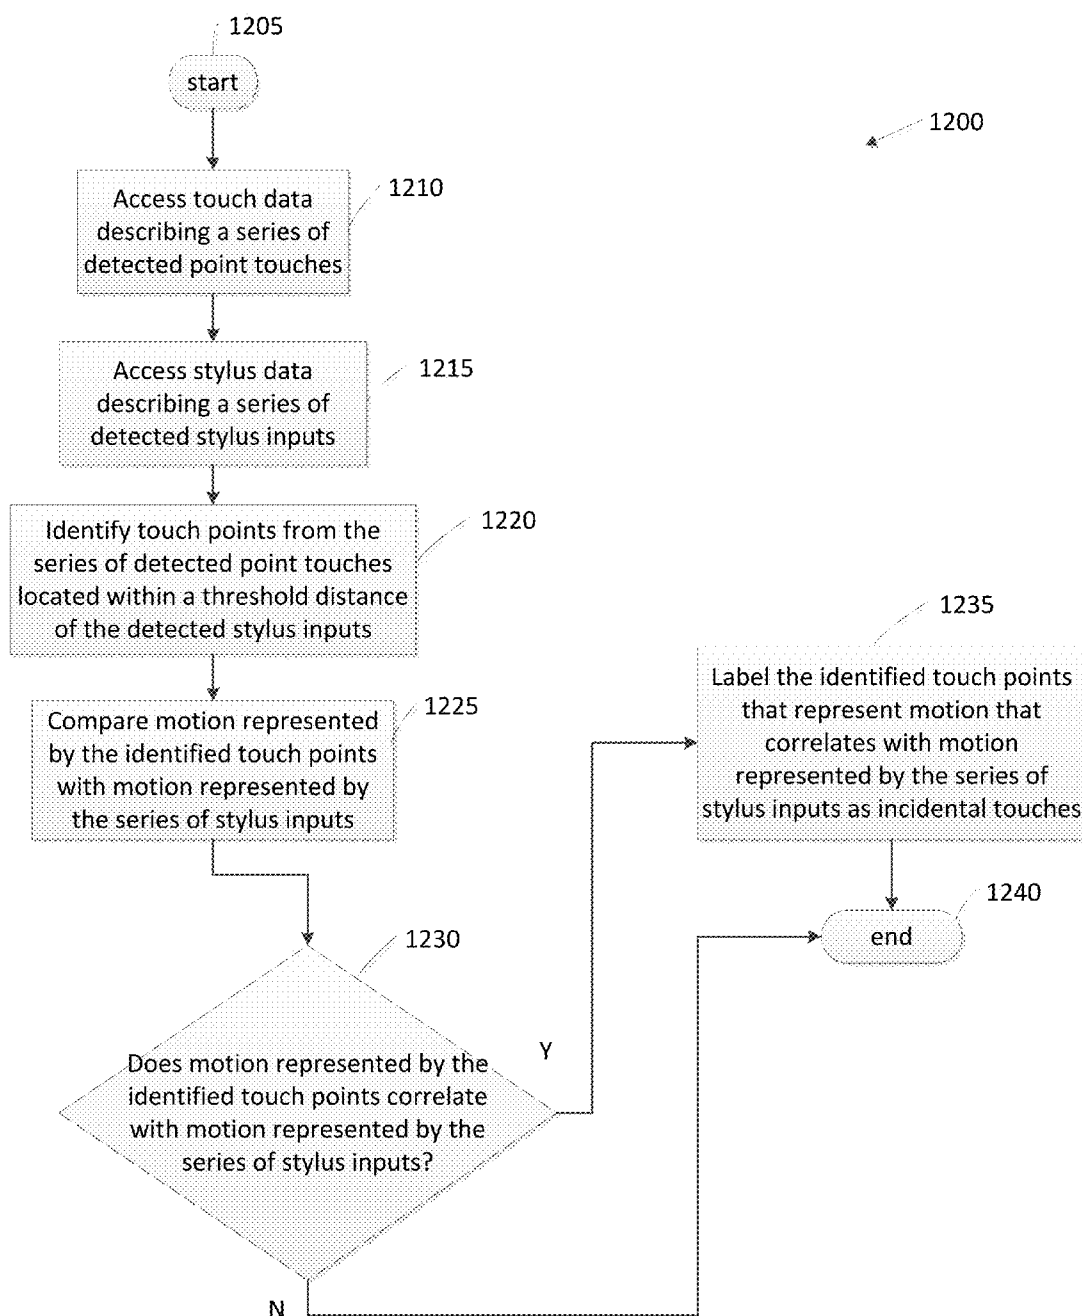 1205
start
1200
Access touch data
describing a series of
detected point touches
1210
Access stylus data
describing a series of
detected stylus inputs
1215
Identify touch points from the
series of detected point touches
located within a threshold distance
of the detected stylus inputs
1220
Compare motion represented
by the identified touch points
with motion represented by
the series of stylus inputs
1225
Does motion represented by the
identified touch points correlate
with motion represented by the
series of stylus inputs?
1230
Y
N
Label the identified touch points
that represent motion that
correlates with motion
represented by the series of
stylus inputs as incidental touches
1235
end
1240